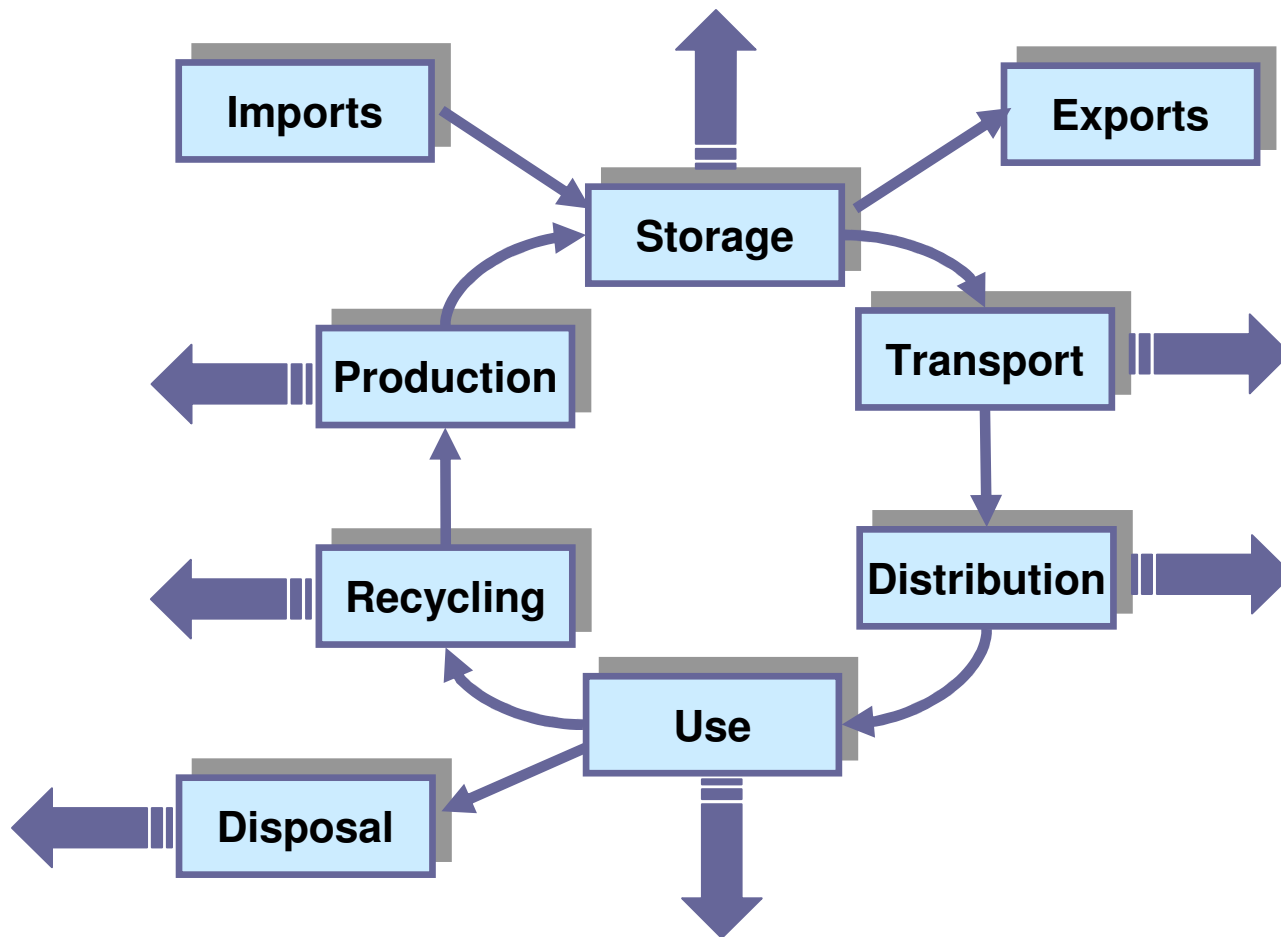 Imports
Exports
Storage
Production
Transport
Recycling
Distribution
Use
Disposal